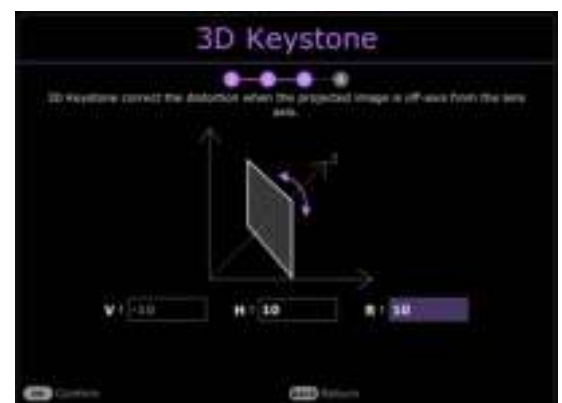 3D Keystone
3D Keystone correct the distortion when the projected image is off-axis from the lens
axis.
V : -10 H : 10 R : 10
Confirm Return